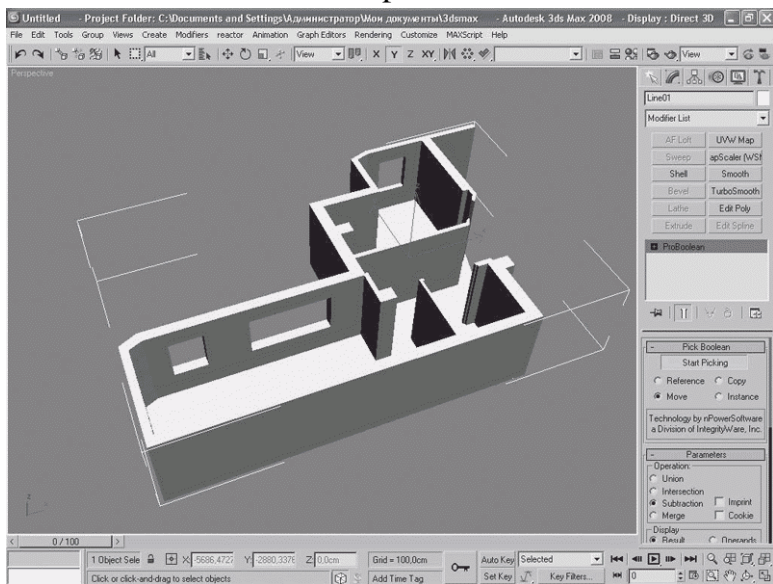 Untitled - Project Folder: C:\Documents and Settings\Администратор\Мои документы\3dsmax - Autodesk 3ds Max 2008 - Display : Direct 3D
File Edit Tools Group Views Create Modifiers reactor Animation Graph Editors Rendering Customize MAXScript Help
All View X Y Z XY View
Perspective
Line01
Modifier List
AF Loft UVW Map
Sweep apScaler (WSM
Shell Smooth
Bevel TurboSmooth
Lathe Edit Poly
Extrude Edit Spline
ProBoolean
- Pick Boolean
Start Picking
Reference Copy
Move Instance
Technology by nPowerSoftware
a Division of IntegrityWare, Inc.
- Parameters
Operation:
Union
Intersection
Subtraction Imprint
Merge Cookie
Display
Result Operands
z
0 / 100
1 Object Sele X: -5686,472 Y: -2880,337 Z: 0,0cm Grid = 100,0cm Auto Key Selected
Click or click-and-drag to select objects Add Time Tag Set Key Key Filters... 0